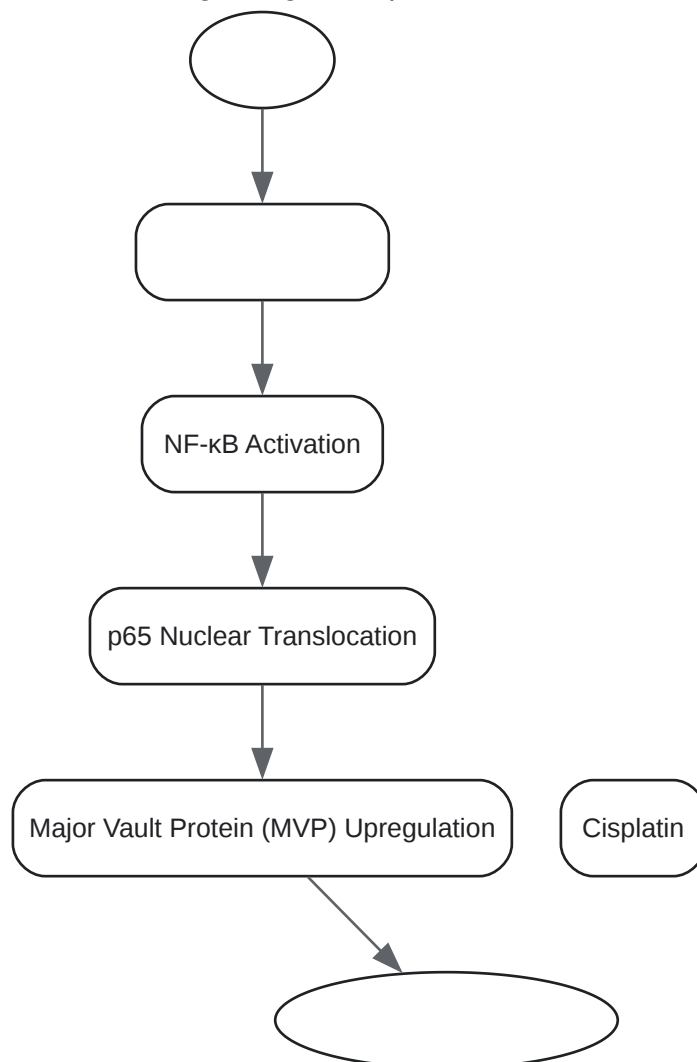 NF-κB Activation
p65 Nuclear Translocation
Major Vault Protein (MVP) Upregulation
Cisplatin